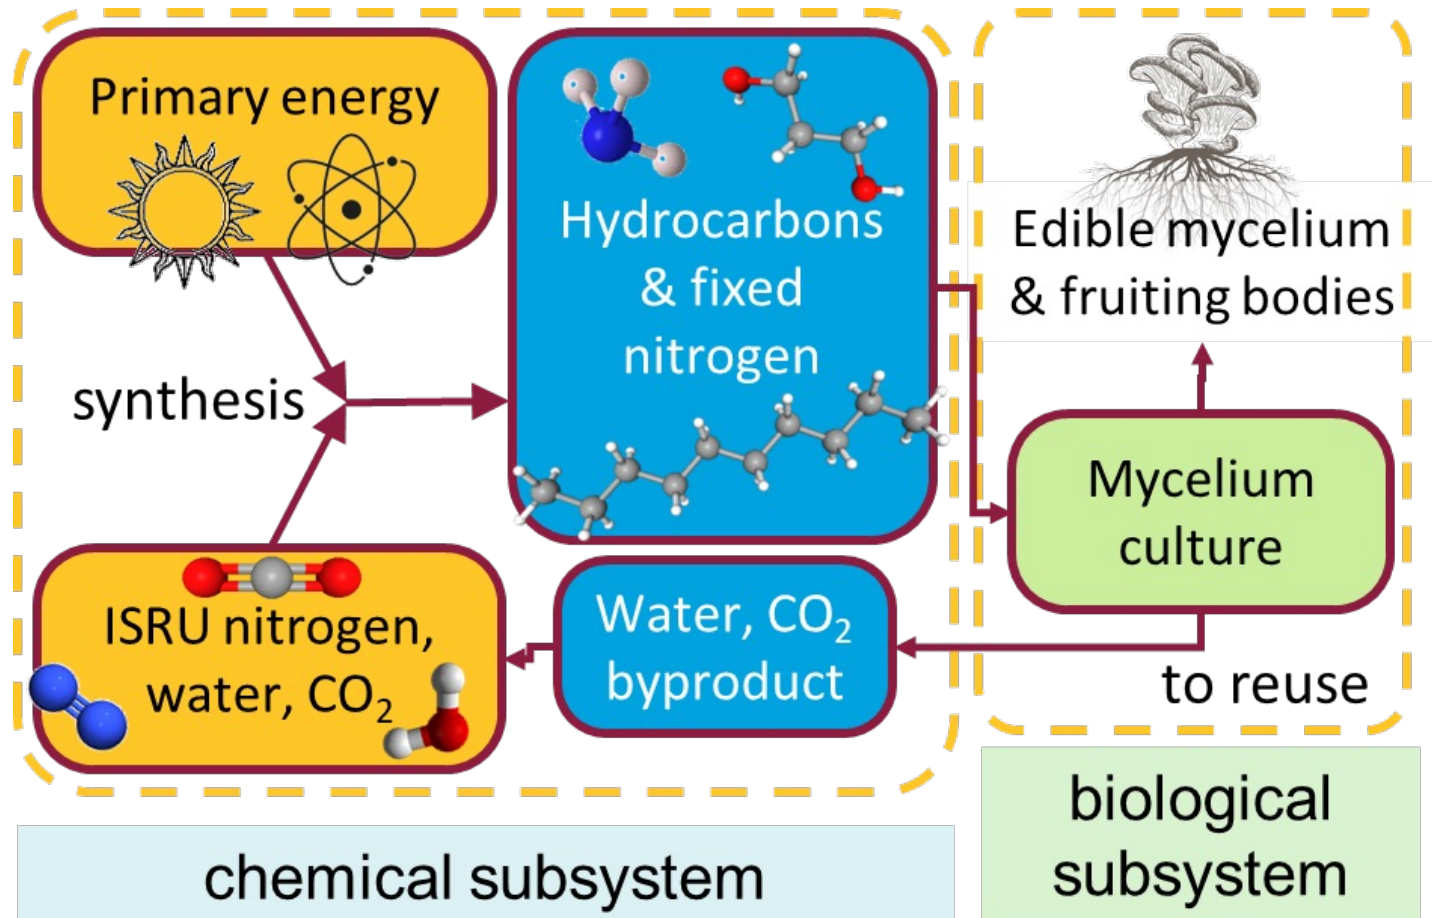 Primary energy
synthesis
ISRU nitrogen,
water, CO₂
Hydrocarbons
& fixed
nitrogen
Water, CO₂
byproduct
Edible mycelium
& fruiting bodies
Mycelium
culture
to reuse
chemical subsystem
biological
subsystem